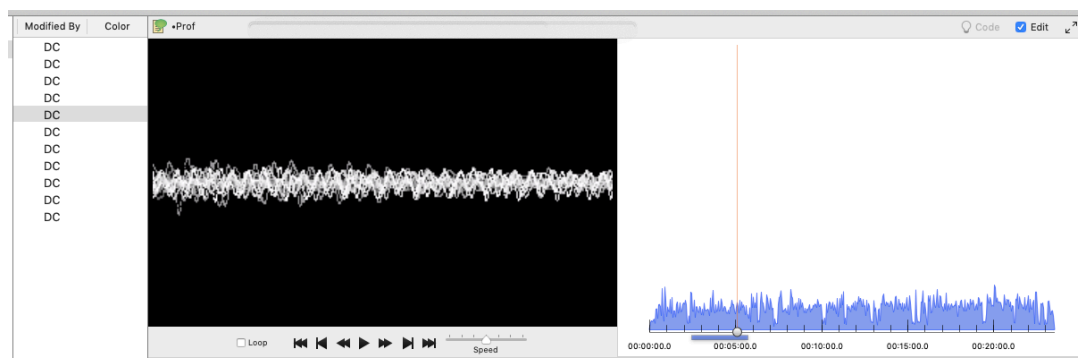 Modified By Color •Prof Code Edit
DC
DC
DC
DC
DC
DC
DC
DC
DC
DC
DC
Loop Speed
00:00:00.0 00:05:00.0 00:10:00.0 00:15:00.0 00:20:00.0